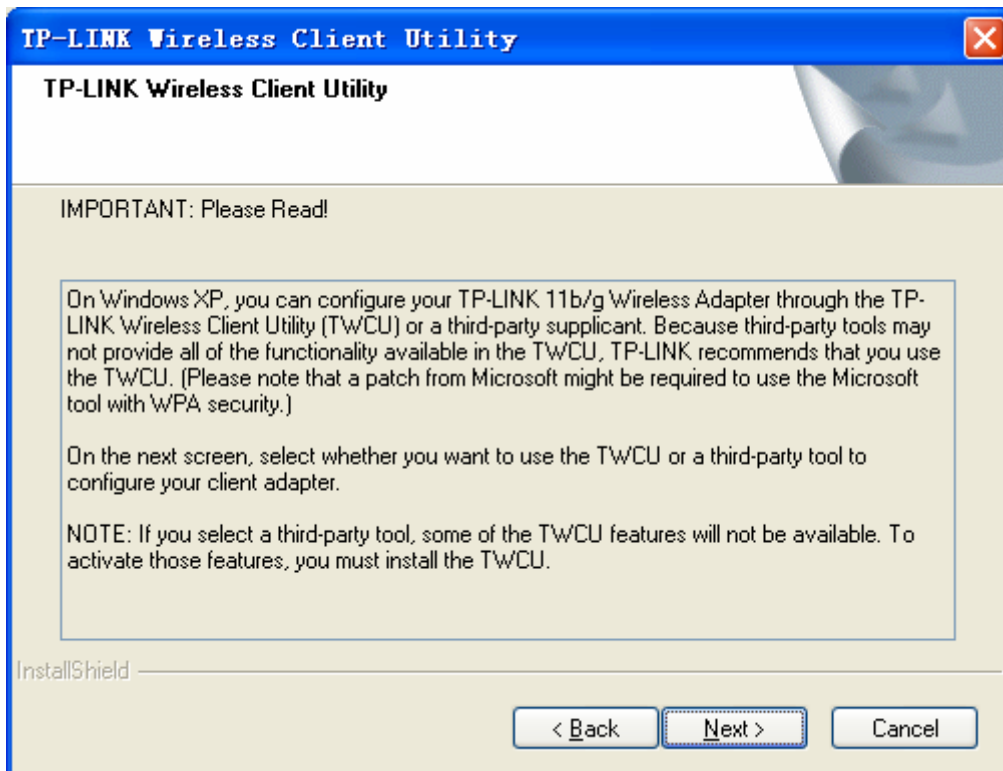 TP-LINK Wireless Client Utility
TP-LINK Wireless Client Utility
IMPORTANT: Please Read!
On Windows XP, you can configure your TP-LINK 11b/g Wireless Adapter through the TP-
LINK Wireless Client Utility (TWCU) or a third-party supplicant. Because third-party tools may
not provide all of the functionality available in the TWCU, TP-LINK recommends that you use
the TWCU. (Please note that a patch from Microsoft might be required to use the Microsoft
tool with WPA security.)
On the next screen, select whether you want to use the TWCU or a third-party tool to
configure your client adapter.
NOTE: If you select a third-party tool, some of the TWCU features will not be available. To
activate those features, you must install the TWCU.
InstallShield
< Back Next > Cancel